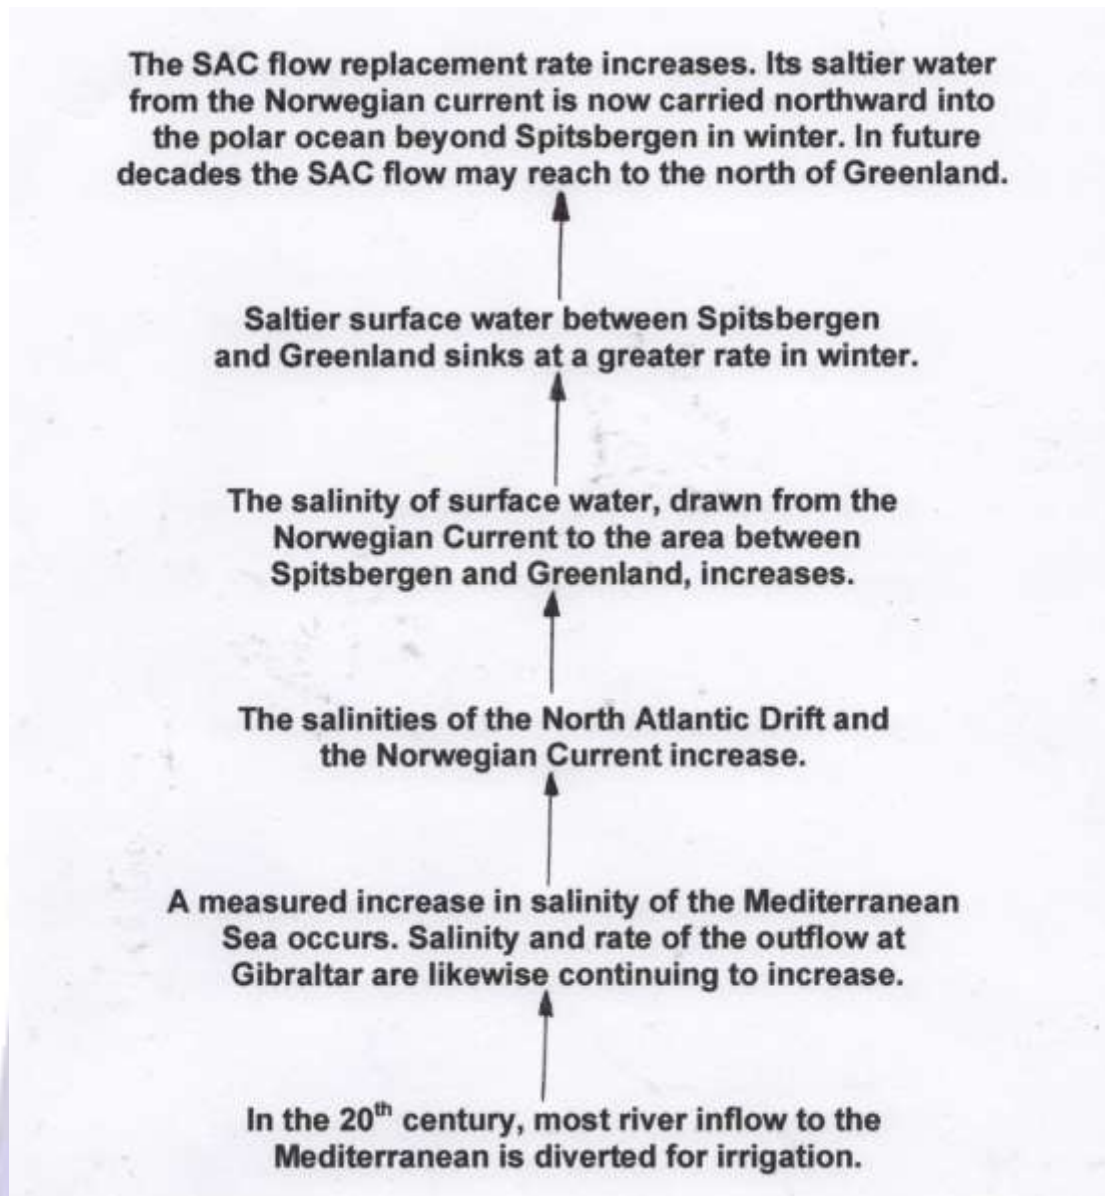 The SAC flow replacement rate increases. Its saltier water
from the Norwegian current is now carried northward into
the polar ocean beyond Spitsbergen in winter. In future
decades the SAC flow may reach to the north of Greenland.
Saltier surface water between Spitsbergen
and Greenland sinks at a greater rate in winter.
The salinity of surface water, drawn from the
Norwegian Current to the area between
Spitsbergen and Greenland, increases.
The salinities of the North Atlantic Drift and
the Norwegian Current increase.
A measured increase in salinity of the Mediterranean
Sea occurs. Salinity and rate of the outflow at
Gibraltar are likewise continuing to increase.
In the 20th century, most river inflow to the
Mediterranean is diverted for irrigation.